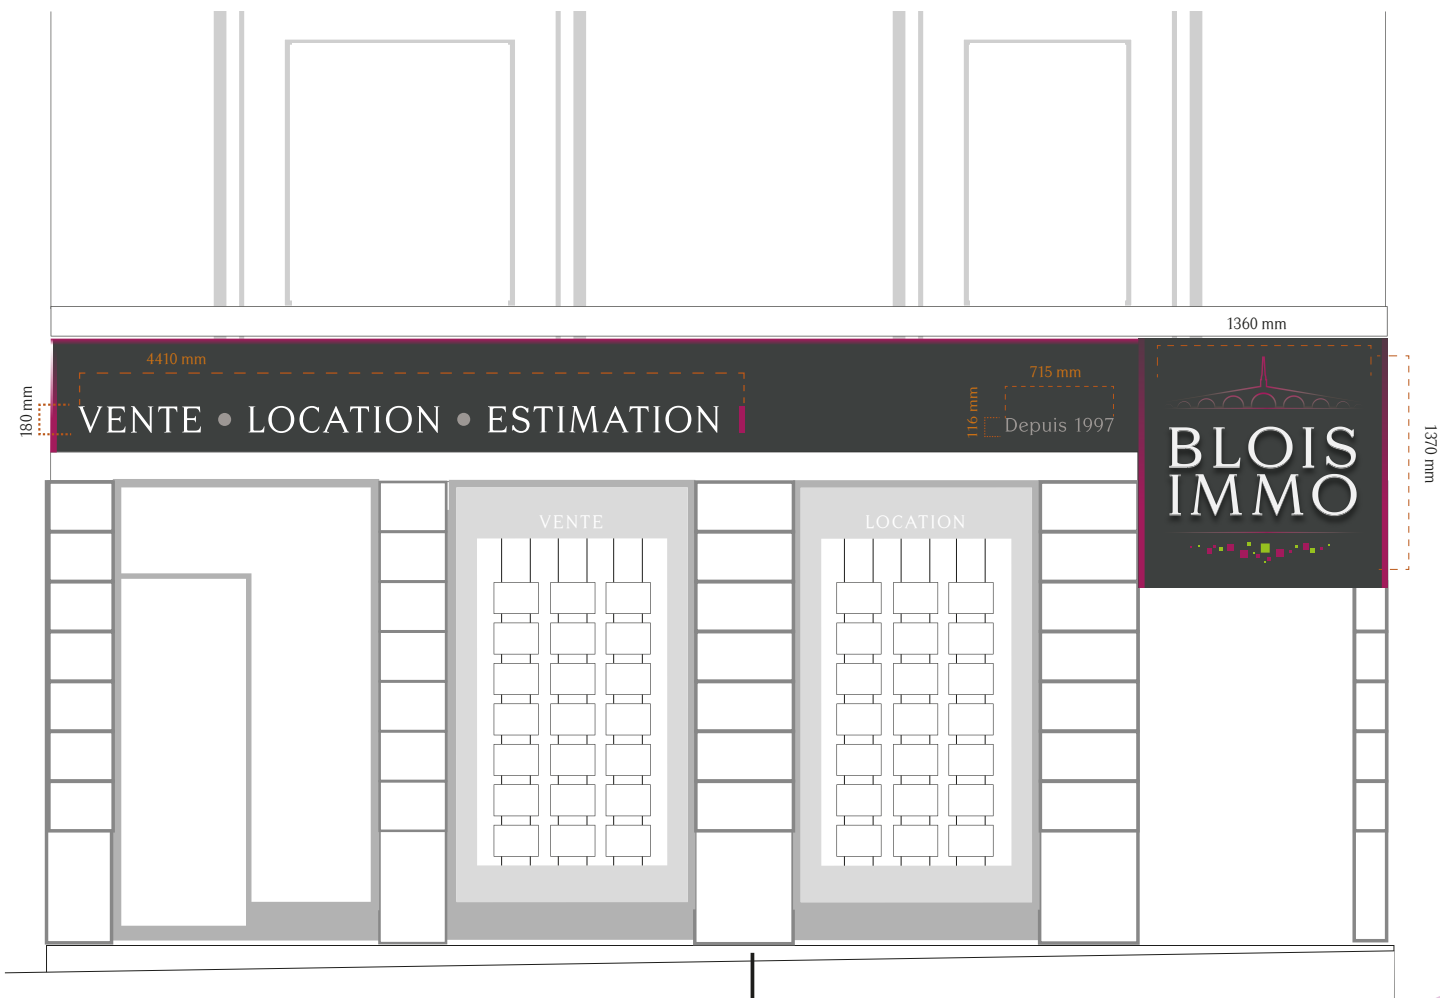 1360 mm
4410 mm
715 mm
180 mm
VENTE • LOCATION • ESTIMATION
116 mm
Depuis 1997
1370 mm
BLOIS
IMMO
VENTE
LOCATION